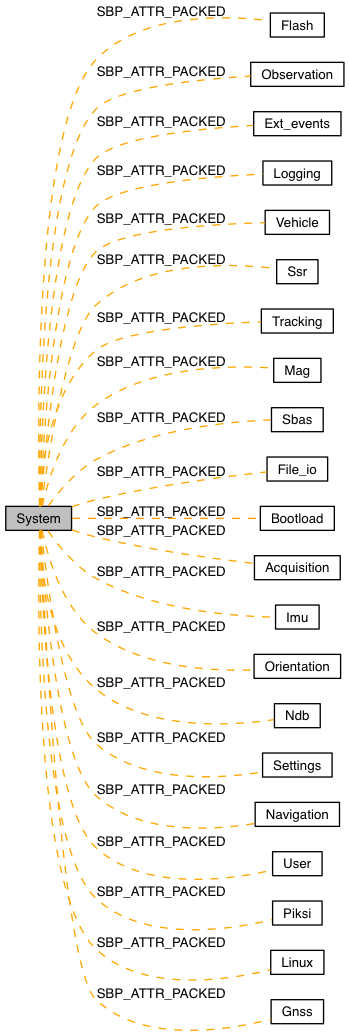 SBP_ATTR_PACKED
Flash
SBP_ATTR_PACKED
Observation
SBP_ATTR_PACKED
Ext_events
SBP_ATTR_PACKED
Logging
SBP_ATTR_PACKED
Vehicle
SBP_ATTR_PACKED
Ssr
SBP_ATTR_PACKED
Tracking
SBP_ATTR_PACKED
Mag
SBP_ATTR_PACKED
Sbas
SBP_ATTR_PACKED
File_io
System
SBP_ATTR_PACKED
Bootload
SBP_ATTR_PACKED
Acquisition
SBP_ATTR_PACKED
Imu
SBP_ATTR_PACKED
Orientation
SBP_ATTR_PACKED
Ndb
SBP_ATTR_PACKED
Settings
SBP_ATTR_PACKED
Navigation
SBP_ATTR_PACKED
User
SBP_ATTR_PACKED
Piksi
SBP_ATTR_PACKED
Linux
SBP_ATTR_PACKED
Gnss